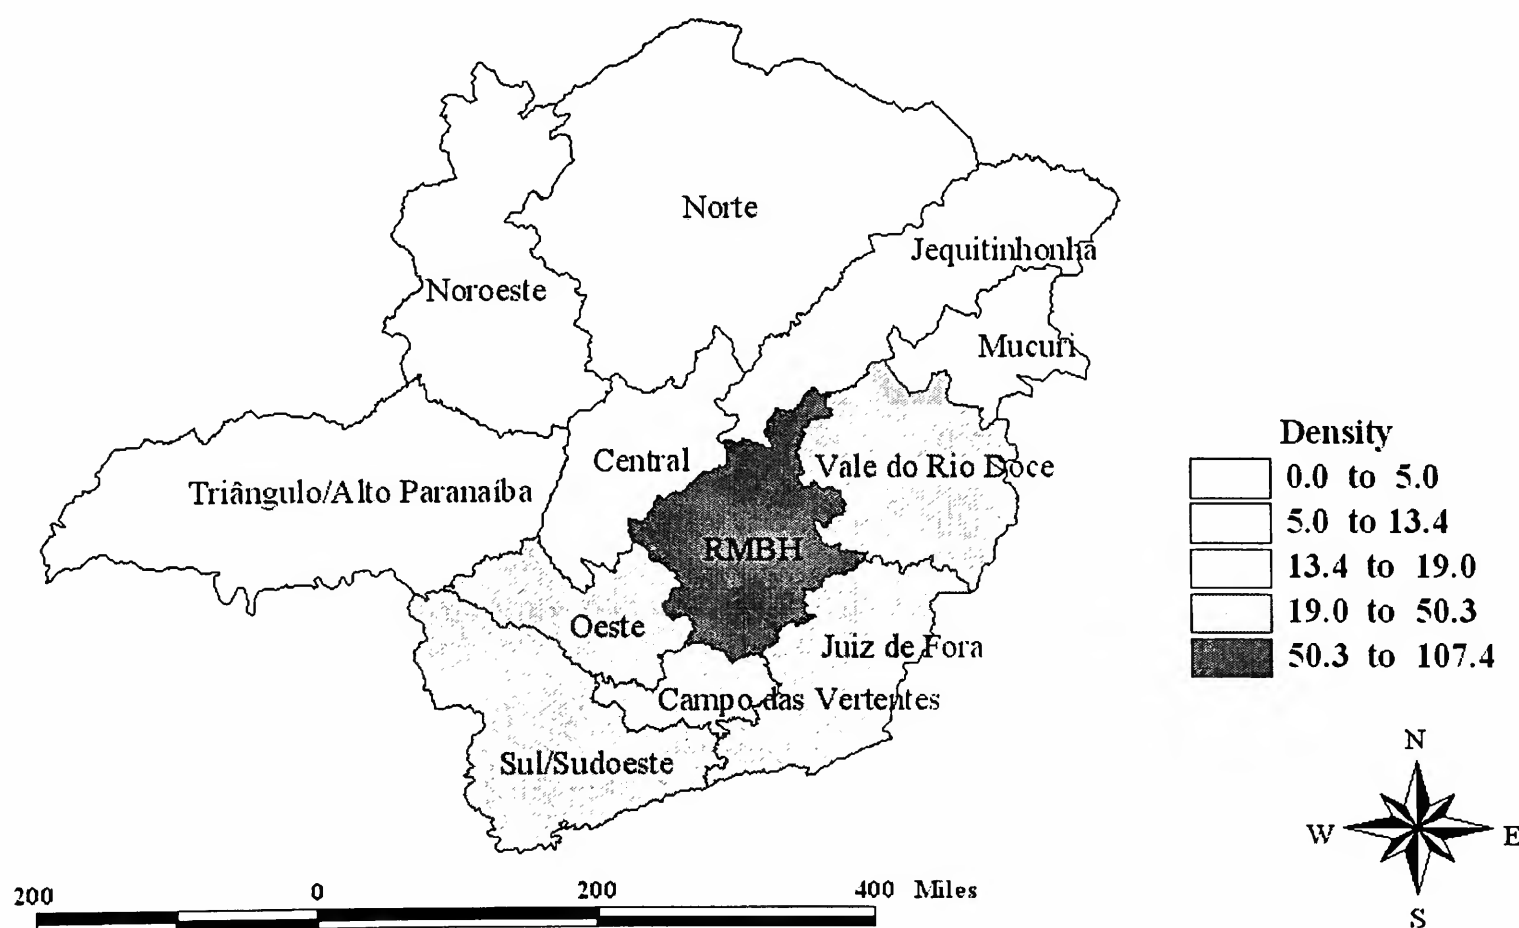 Norte
Jequitinhonha
Noroeste
Mucuri
Density
0.0 to 5.0
5.0 to 13.4
13.4 to 19.0
19.0 to 50.3
50.3 to 107.4
Central
Vale do Rio Doce
Triângulo/Alto Paranaíba
RMBH
Oeste
Juiz de Fora
Campo das Vertentes
Sul/Sudoeste
N
W E
S
200 0 200 400 Miles